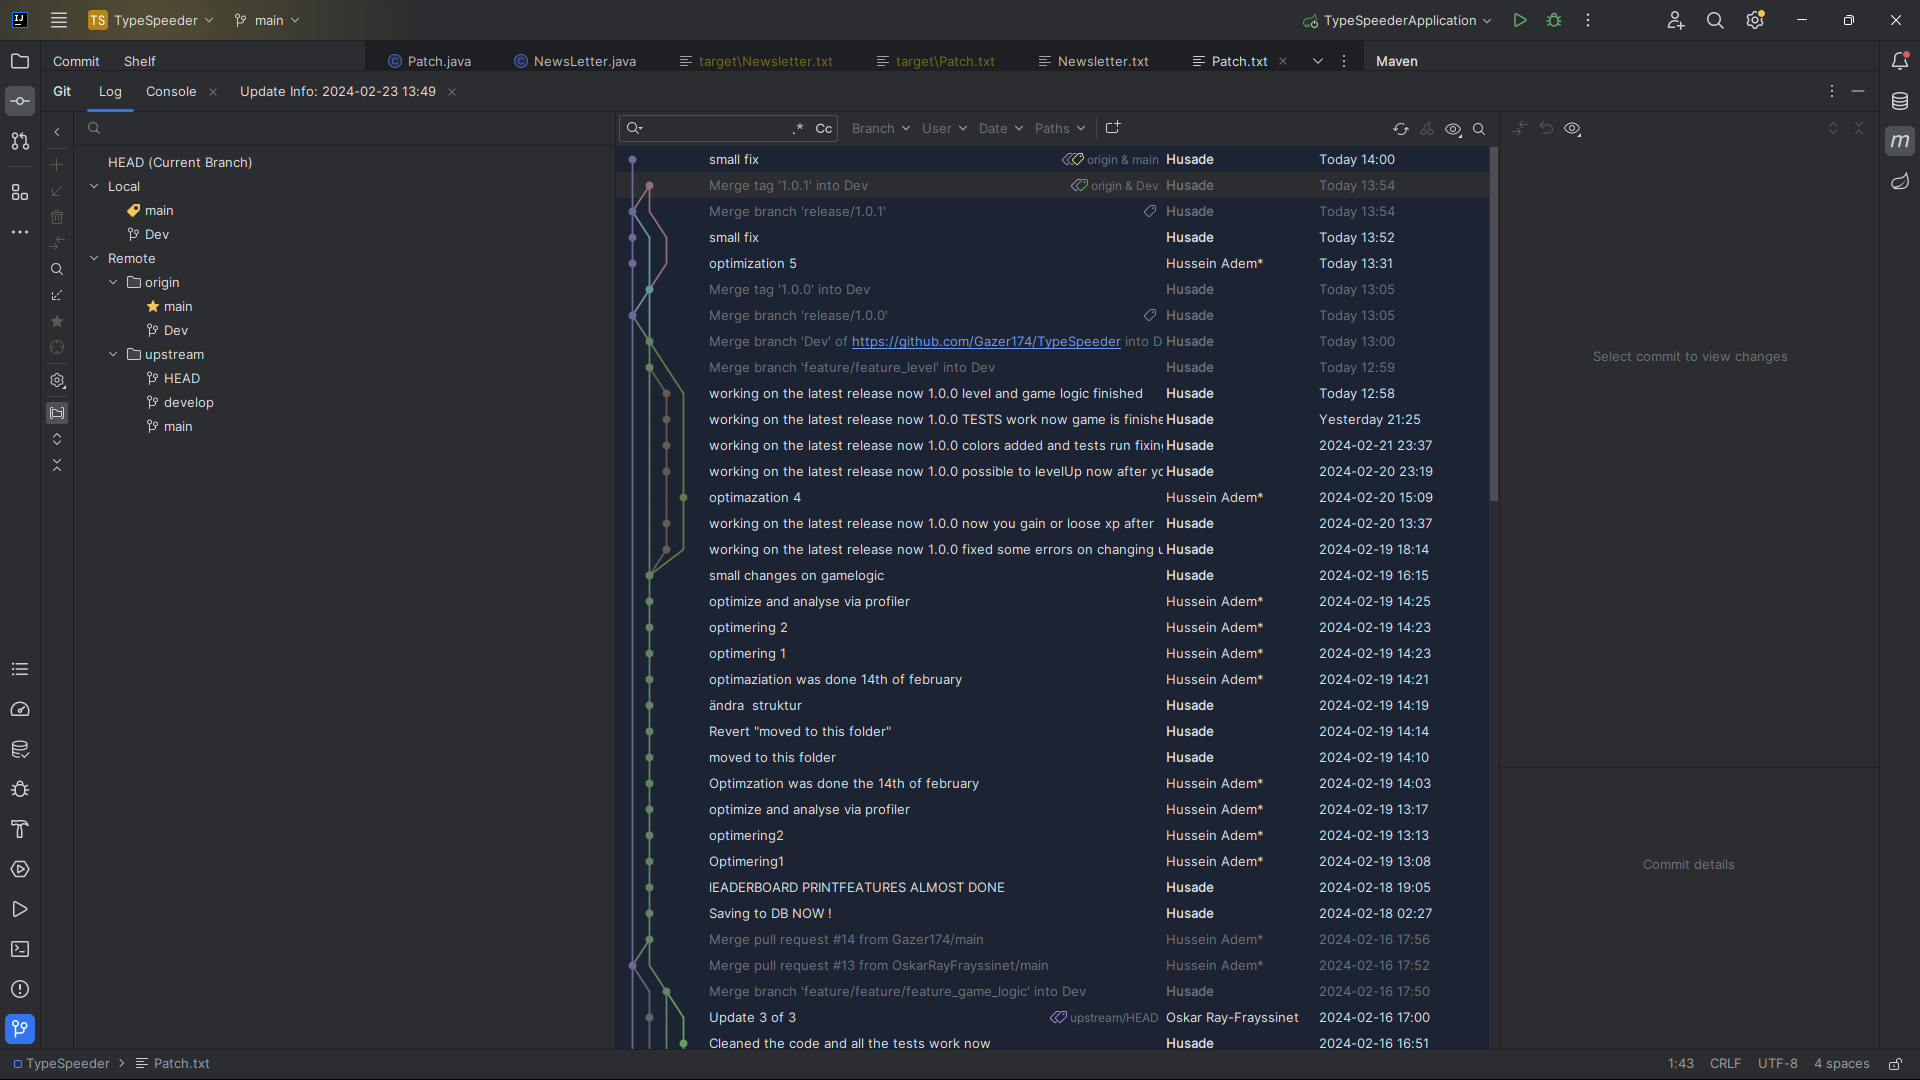 TS TypeSpeeder main TypeSpeederApplication
Commit Shelf Patch.java NewsLetter.java target\Newsletter.txt target\Patch.txt Newsletter.txt Patch.txt Maven
Git Log Console Update Info: 2024-02-23 13:49
.* Cc Branch User Date Paths
HEAD (Current Branch)
Local
main
Dev
Remote
origin
main
Dev
upstream
HEAD
develop
main
small fix origin & main Husade Today 14:00
Merge tag '1.0.1' into Dev origin & Dev Husade Today 13:54
Merge branch 'release/1.0.1' Husade Today 13:54
small fix Husade Today 13:52
optimization 5 Hussein Adem* Today 13:31
Merge tag '1.0.0' into Dev Husade Today 13:05
Merge branch 'release/1.0.0' Husade Today 13:05
Merge branch 'Dev' of https://github.com/Gazer174/TypeSpeeder into D Husade Today 13:00
Merge branch 'feature/feature_level' into Dev Husade Today 12:59
working on the latest release now 1.0.0 level and game logic finished Husade Today 12:58
working on the latest release now 1.0.0 TESTS work now game is finishe Husade Yesterday 21:25
working on the latest release now 1.0.0 colors added and tests run fixing Husade 2024-02-21 23:37
working on the latest release now 1.0.0 possible to levelUp now after yo Husade 2024-02-20 23:19
optimazation 4 Hussein Adem* 2024-02-20 15:09
working on the latest release now 1.0.0 now you gain or loose xp after Husade 2024-02-20 13:37
working on the latest release now 1.0.0 fixed some errors on changing u Husade 2024-02-19 18:14
small changes on gamelogic Husade 2024-02-19 16:15
optimize and analyse via profiler Hussein Adem* 2024-02-19 14:25
optimering 2 Hussein Adem* 2024-02-19 14:23
optimering 1 Hussein Adem* 2024-02-19 14:23
optimaziation was done 14th of february Hussein Adem* 2024-02-19 14:21
ändra  struktur Husade 2024-02-19 14:19
Revert "moved to this folder" Husade 2024-02-19 14:14
moved to this folder Husade 2024-02-19 14:10
Optimzation was done the 14th of february Hussein Adem* 2024-02-19 14:03
optimize and analyse via profiler Hussein Adem* 2024-02-19 13:17
optimering2 Hussein Adem* 2024-02-19 13:13
Optimering1 Hussein Adem* 2024-02-19 13:08
lEADERBOARD PRINTFEATURES ALMOST DONE Husade 2024-02-18 19:05
Saving to DB NOW ! Husade 2024-02-18 02:27
Merge pull request #14 from Gazer174/main Hussein Adem* 2024-02-16 17:56
Merge pull request #13 from OskarRayFrayssinet/main Hussein Adem* 2024-02-16 17:52
Merge branch 'feature/feature/feature_game_logic' into Dev Husade 2024-02-16 17:50
Update 3 of 3 upstream/HEAD Oskar Ray-Frayssinet 2024-02-16 17:00
Cleaned the code and all the tests work now Husade 2024-02-16 16:51
Select commit to view changes
Commit details
TypeSpeeder Patch.txt 1:43 CRLF UTF-8 4 spaces